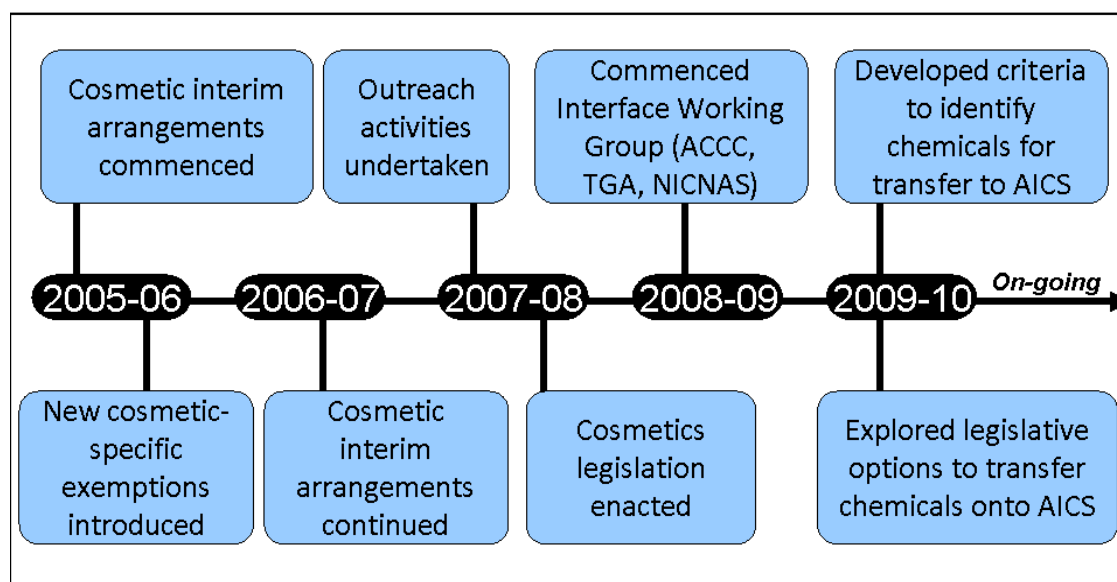 Cosmetic interim
arrangements
commenced
Outreach
activities
undertaken
Commenced
Interface Working
Group (ACCC,
TGA, NICNAS)
Developed criteria
to identify
chemicals for
transfer to AICS
2005-06
2006-07
2007-08
2008-09
2009-10
On-going
New cosmetic-
specific
exemptions
introduced
Cosmetic
interim
arrangements
continued
Cosmetics
legislation
enacted
Explored legislative
options to transfer
chemicals onto AICS